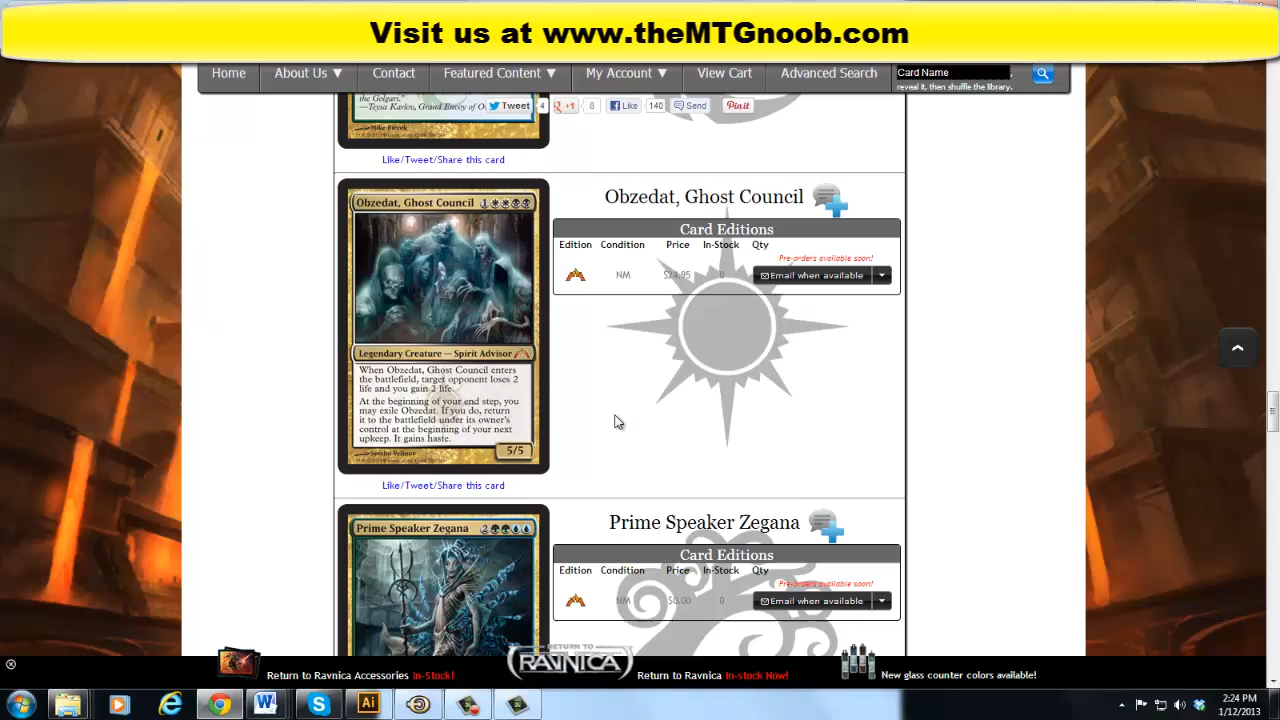 Visit us at www.theMTGnoob.com
Home
About Us ▼
Contact
Featured Content ▼
My Account ▼
View Cart
Advanced Search
Card Name
reveal it, then shuffle the library.
the Golgari."
—Teysa Karlov, Grand Envoy of
Tweet 4
+1 8
Like 140
Send
Pin it
Like/Tweet/Share this card
Obzedat, Ghost Council
Legendary Creature — Spirit Advisor
When Obzedat, Ghost Council enters
the battlefield, target opponent loses 2
life and you gain 2 life.
At the beginning of your end step, you
may exile Obzedat. If you do, return
it to the battlefield under its owner's
control at the beginning of your next
upkeep. It gains haste.
5/5
Svetlin Velinov
Like/Tweet/Share this card
Obzedat, Ghost Council
Card Editions
Edition Condition Price In-Stock Qty
Pre-orders available soon!
NM $24.95 0 Email when available
Prime Speaker Zegana
Prime Speaker Zegana
Card Editions
Edition Condition Price In-Stock Qty
Pre-orders available soon!
NM $0.00 0 Email when available
Return to Ravnica Accessories In-Stock!
RETURN TO
RAVNICA
Return to Ravnica In-stock Now!
New glass counter colors available!
2:24 PM
1/12/2013